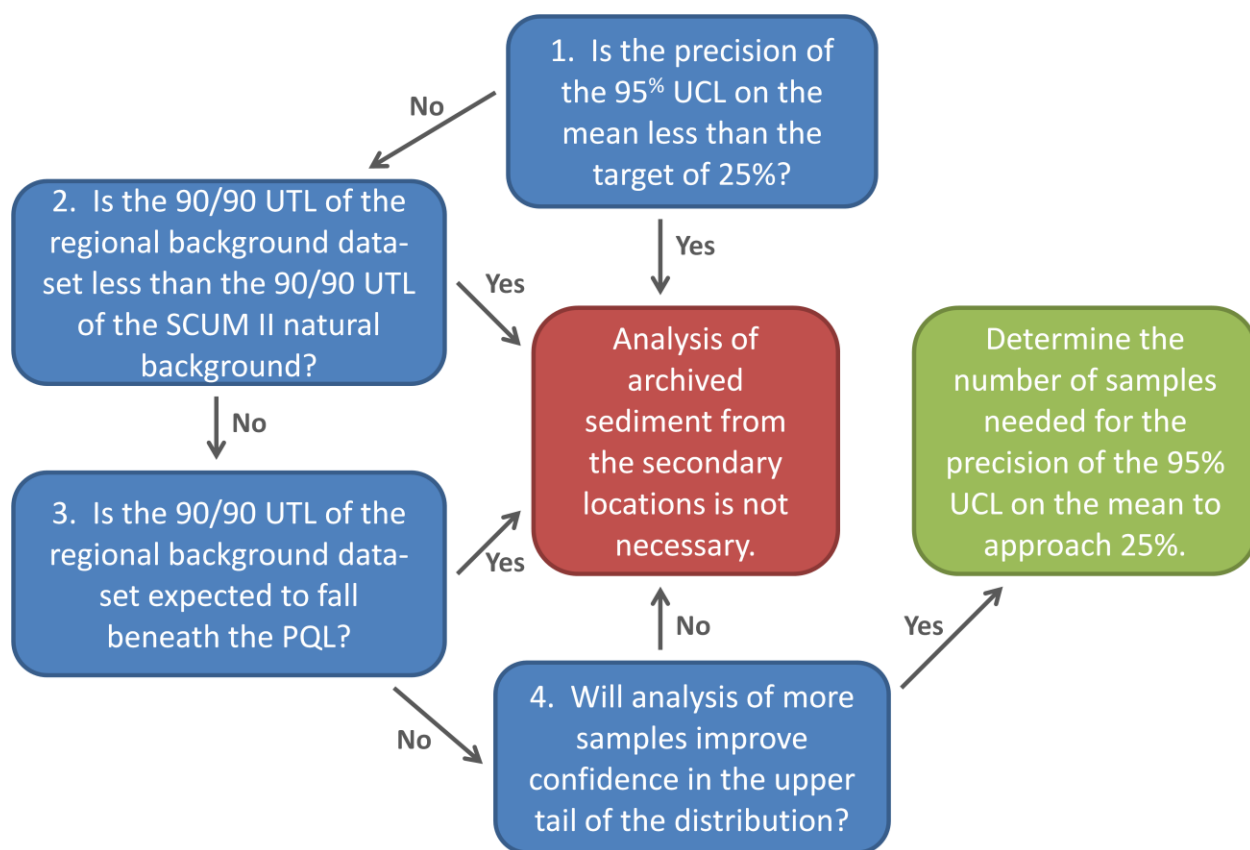 1. Is the precision of
the 95% UCL on the
mean less than the
target of 25%?
No
Yes
2. Is the 90/90 UTL of the
regional background data-
set less than the 90/90 UTL
of the SCUM II natural
background?
Yes
No
Analysis of
archived
sediment from
the secondary
locations is not
necessary.
Determine the
number of samples
needed for the
precision of the 95%
UCL on the mean to
approach 25%.
3. Is the 90/90 UTL of the
regional background data-
set expected to fall
beneath the PQL?
Yes
No
4. Will analysis of more
samples improve
confidence in the upper
tail of the distribution?
No
Yes